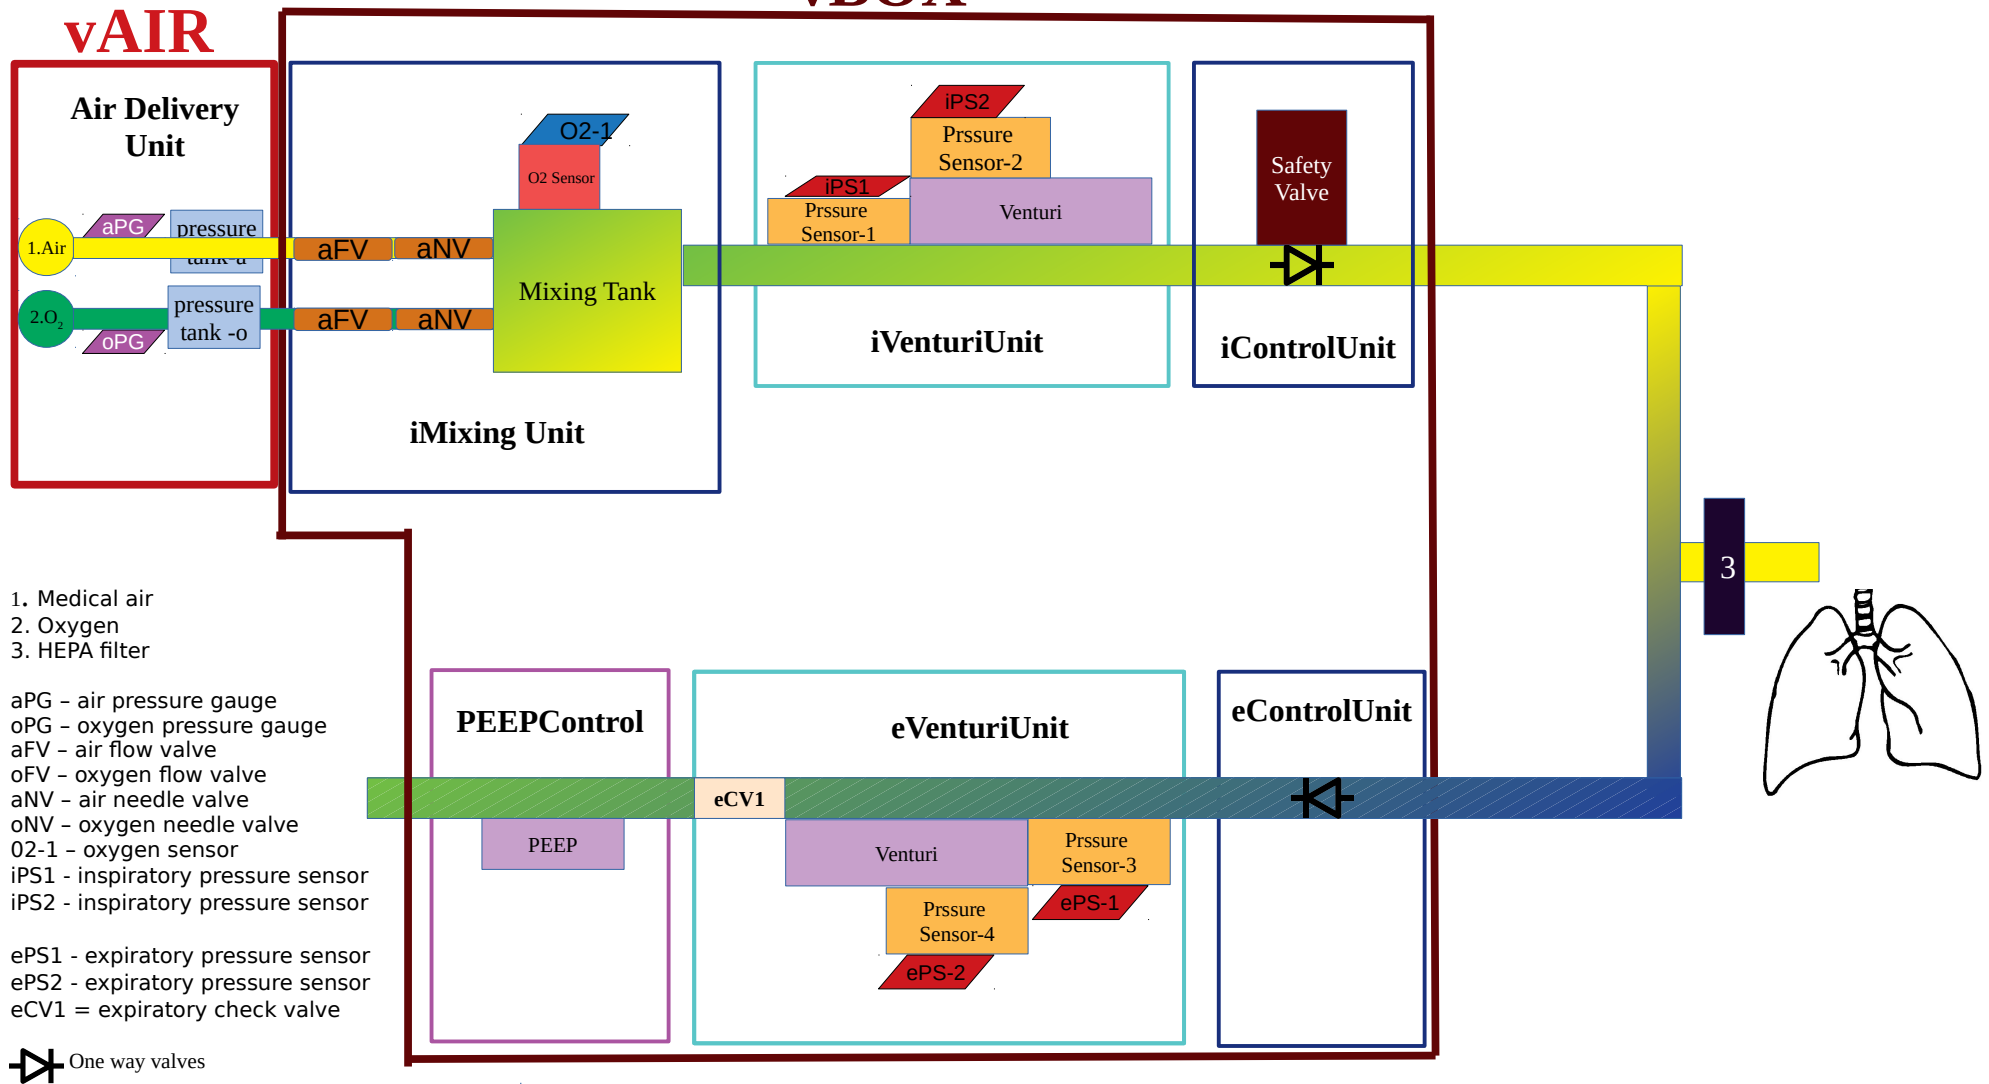 vBOX
vAIR
Air Delivery
Unit
aPG
1.Air
pressure
tank-a
2.O2
oPG
pressure
tank -o
aFV
aNV
aFV
aNV
O2-1
O2 Sensor
Mixing Tank
iMixing Unit
iPS2
Prssure
Sensor-2
iPS1
Prssure
Sensor-1
Venturi
iVenturiUnit
Safety
Valve
iControlUnit
3
1. Medical air
2. Oxygen
3. HEPA filter
aPG – air pressure gauge
oPG – oxygen pressure gauge
aFV – air flow valve
oFV – oxygen flow valve
aNV – air needle valve
oNV – oxygen needle valve
02-1 – oxygen sensor
iPS1 - inspiratory pressure sensor
iPS2 - inspiratory pressure sensor
ePS1 - expiratory pressure sensor
ePS2 - expiratory pressure sensor
eCV1 = expiratory check valve
One way valves
PEEPControl
PEEP
eVenturiUnit
eCV1
Venturi
Prssure
Sensor-3
ePS-1
Prssure
Sensor-4
ePS-2
eControlUnit